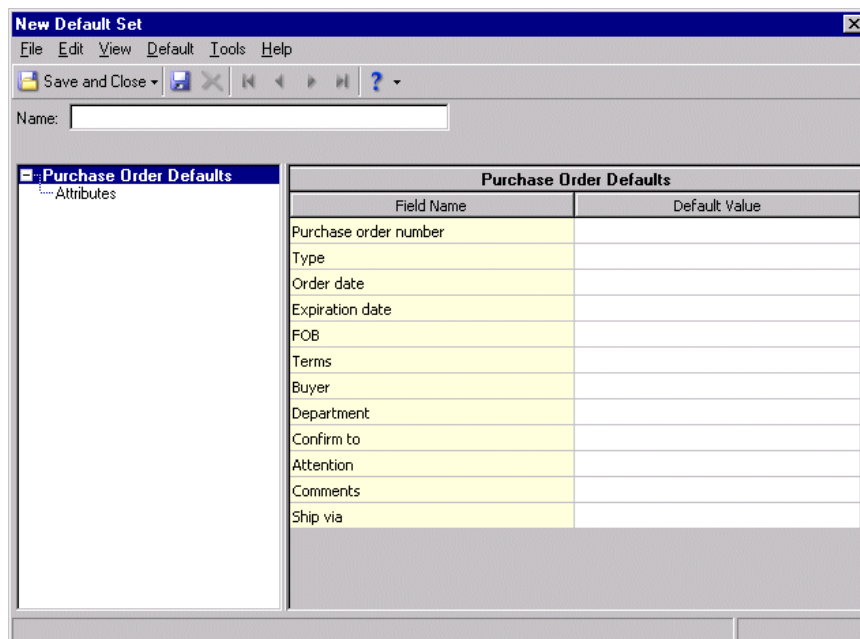 New Default Set
File Edit View Default Tools Help
Save and Close
Name:
Purchase Order Defaults
Attributes
Purchase Order Defaults
Field Name Default Value
Purchase order number
Type
Order date
Expiration date
FOB
Terms
Buyer
Department
Confirm to
Attention
Comments
Ship via